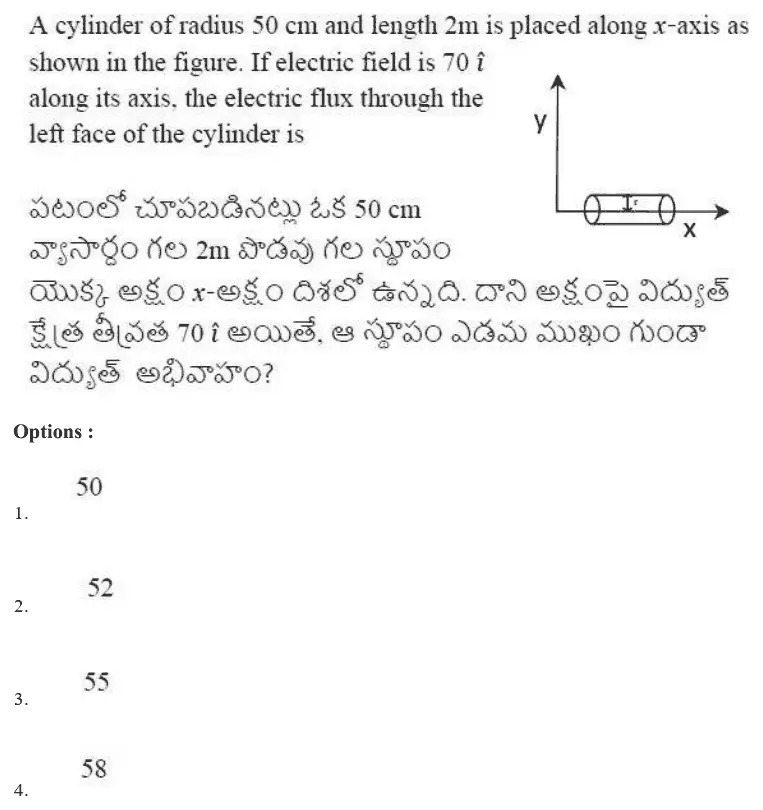 A cylinder of radius 50 cm and length 2m is placed along x-axis as
shown in the figure. If electric field is 70 î
along its axis, the electric flux through the
left face of the cylinder is
y
r
x
పటంలో చూపబడినట్లు ఓక 50 cm
వ్యాసార్దం గల 2m పొడవు గల స్థూపం
యొక్క అక్షం x-అక్షం దిశలో ఉన్నది. దాని అక్షంపై విద్యుత్
క్షేత్ర తీవ్రత 70 î అయితే, ఆ స్థూపం ఎడమ ముఖం గుండా
విద్యుత్ అభివాహం?
Options :
50
1.
52
2.
55
3.
58
4.